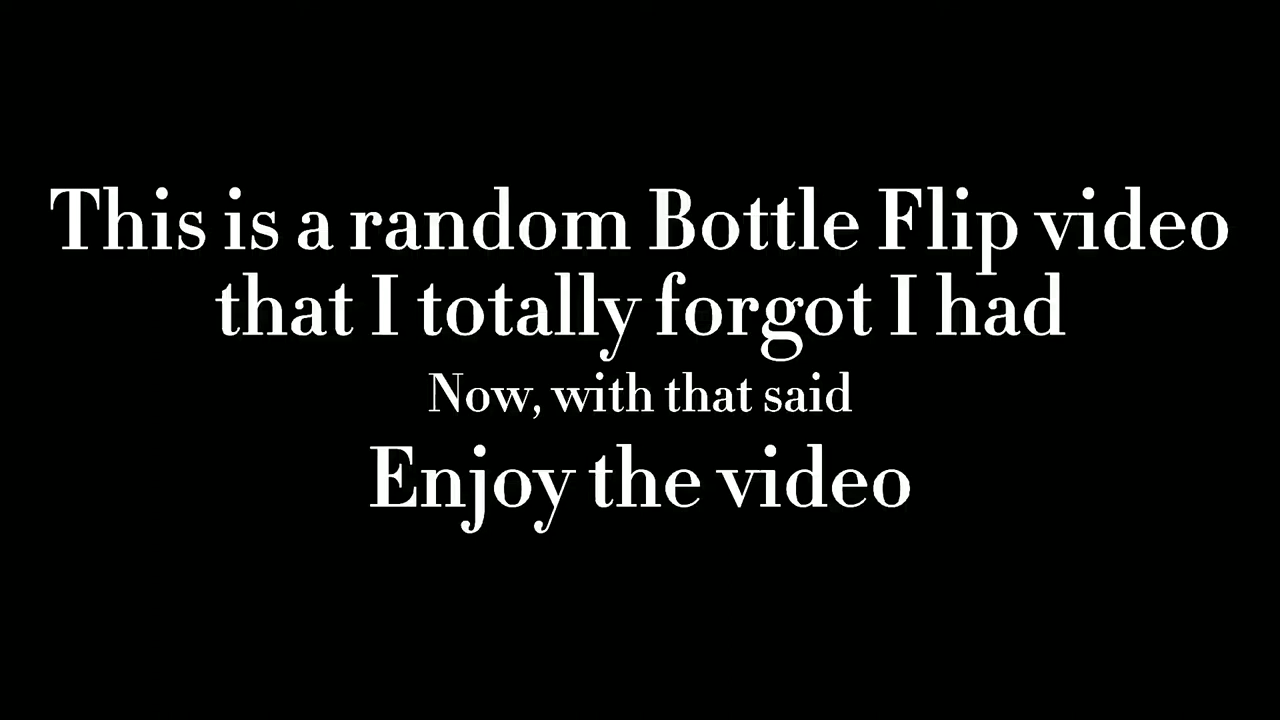 This is a random Bottle Flip video
that I totally forgot I had
Now, with that said
Enjoy the video